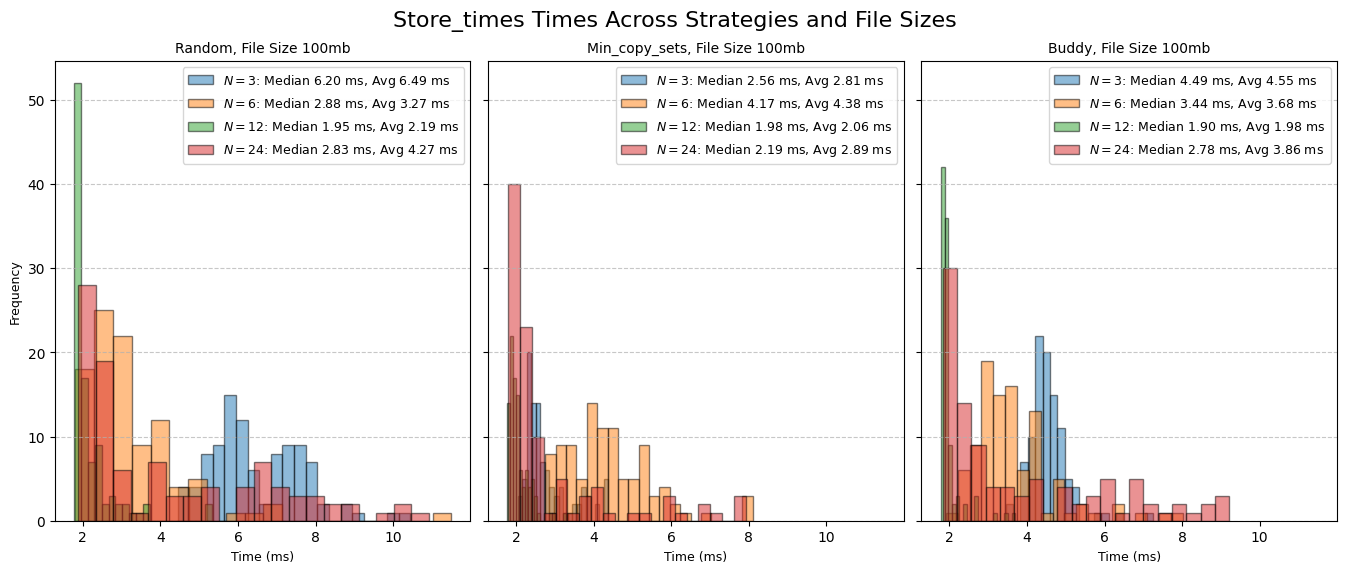 Store_times Times Across Strategies and File Sizes
Random, File Size 100mb
N = 3: Median 6.20 ms, Avg 6.49 ms
N = 6: Median 2.88 ms, Avg 3.27 ms
N = 12: Median 1.95 ms, Avg 2.19 ms
N = 24: Median 2.83 ms, Avg 4.27 ms
Frequency
50
40
30
20
10
0
2 4 6 8 10
Time (ms)
Min_copy_sets, File Size 100mb
N = 3: Median 2.56 ms, Avg 2.81 ms
N = 6: Median 4.17 ms, Avg 4.38 ms
N = 12: Median 1.98 ms, Avg 2.06 ms
N = 24: Median 2.19 ms, Avg 2.89 ms
2 4 6 8 10
Time (ms)
Buddy, File Size 100mb
N = 3: Median 4.49 ms, Avg 4.55 ms
N = 6: Median 3.44 ms, Avg 3.68 ms
N = 12: Median 1.90 ms, Avg 1.98 ms
N = 24: Median 2.78 ms, Avg 3.86 ms
2 4 6 8 10
Time (ms)